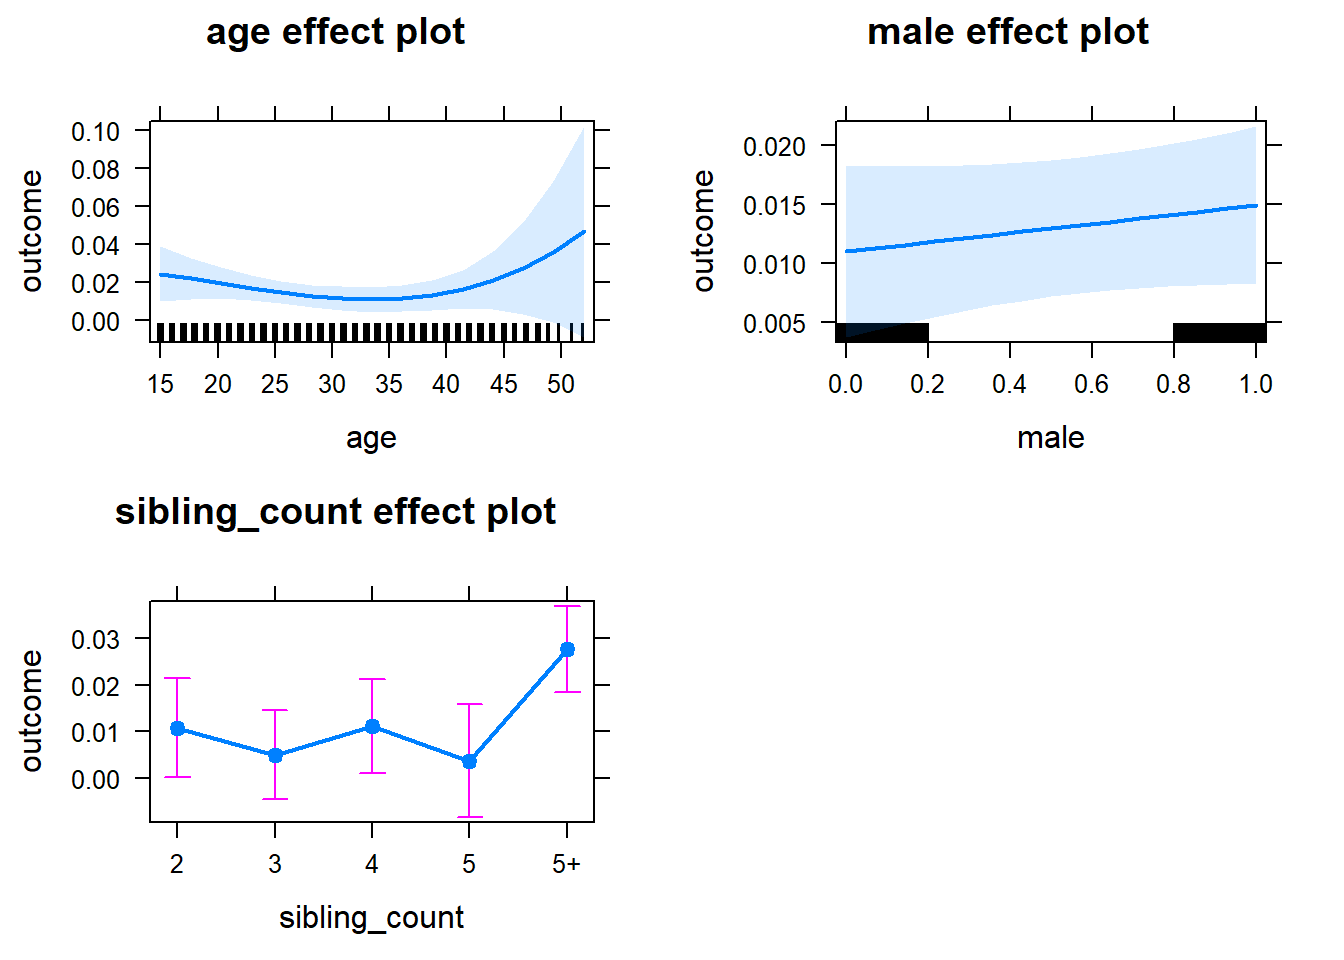 age effect plot
outcome
0.10
0.08
0.06
0.04
0.02
0.00
15 20 25 30 35 40 45 50
age
male effect plot
outcome
0.020
0.015
0.010
0.005
0.0 0.2 0.4 0.6 0.8 1.0
male
sibling_count effect plot
outcome
0.03
0.02
0.01
0.00
2 3 4 5 5+
sibling_count